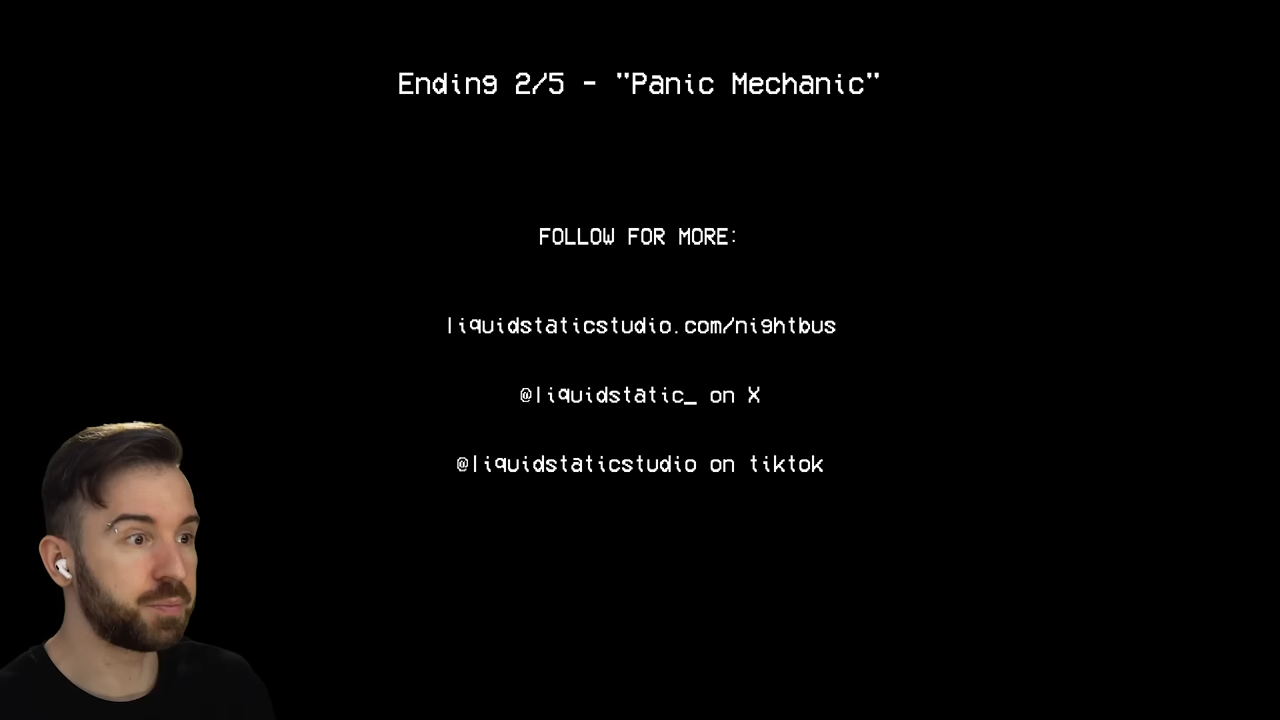 Ending 2/5 - "Panic Mechanic"
FOLLOW FOR MORE:
liquidstaticstudio.com/nightbus
@liquidstatic_ on X
@liquidstaticstudio on tiktok